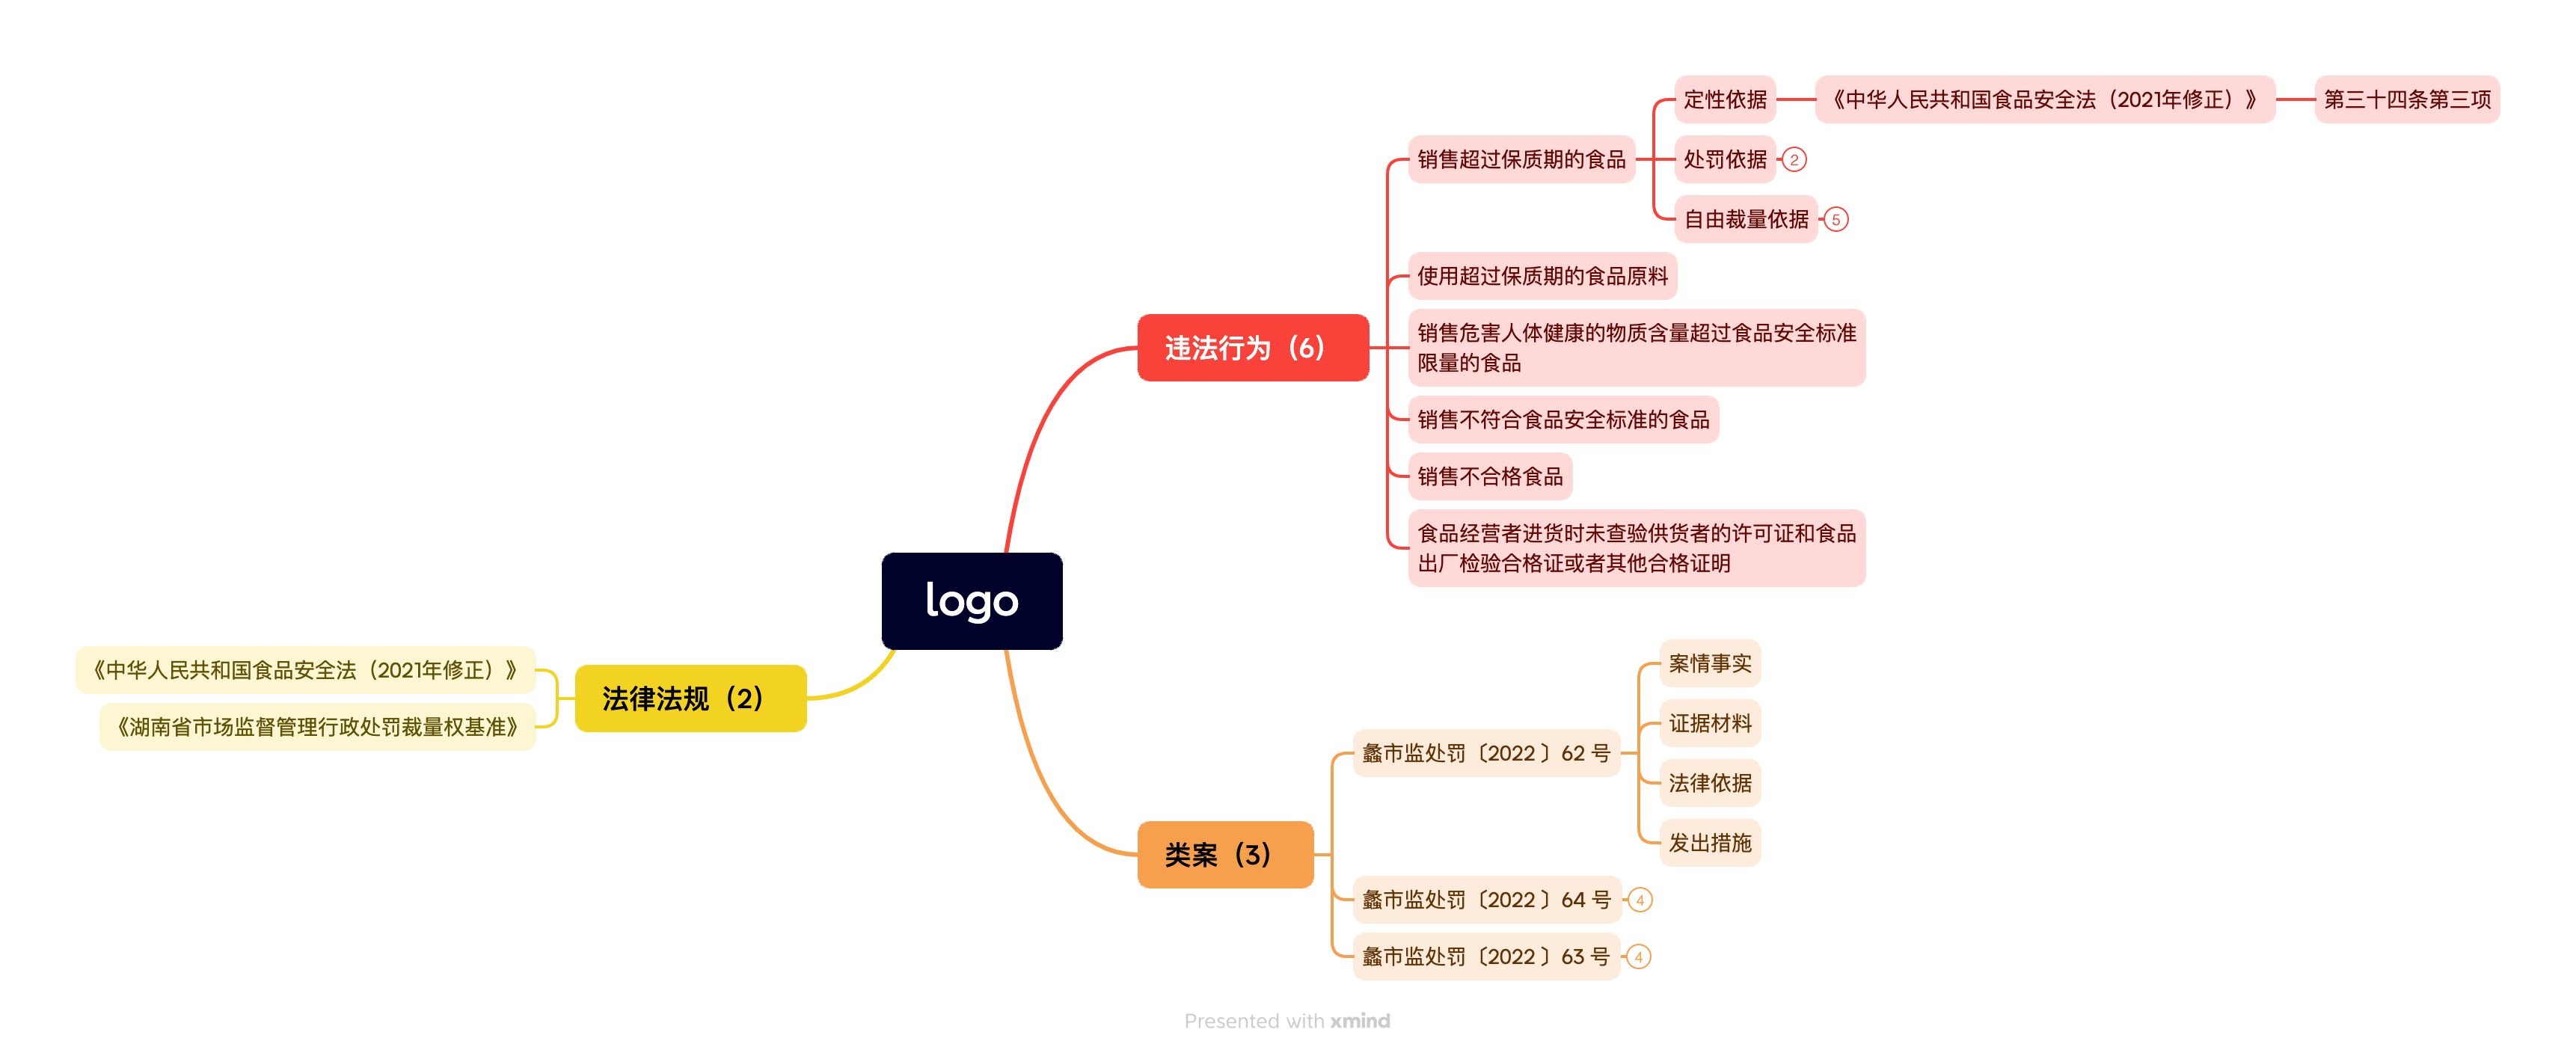 定性依据
《中华人民共和国食品安全法（2021年修正）》
第三十四条第三项
销售超过保质期的食品
处罚依据
2
自由裁量依据
5
使用超过保质期的食品原料
违法行为（6）
销售危害人体健康的物质含量超过食品安全标准
限量的食品
销售不符合食品安全标准的食品
销售不合格食品
食品经营者进货时未查验供货者的许可证和食品
出厂检验合格证或者其他合格证明
logo
《中华人民共和国食品安全法（2021年修正）》
法律法规（2）
《湖南省市场监督管理行政处罚裁量权基准》
案情事实
证据材料
蠡市监处罚〔2022〕62 号
法律依据
发出措施
类案（3）
蠡市监处罚〔2022〕64 号
4
蠡市监处罚〔2022〕63 号
4
Presented with xmind